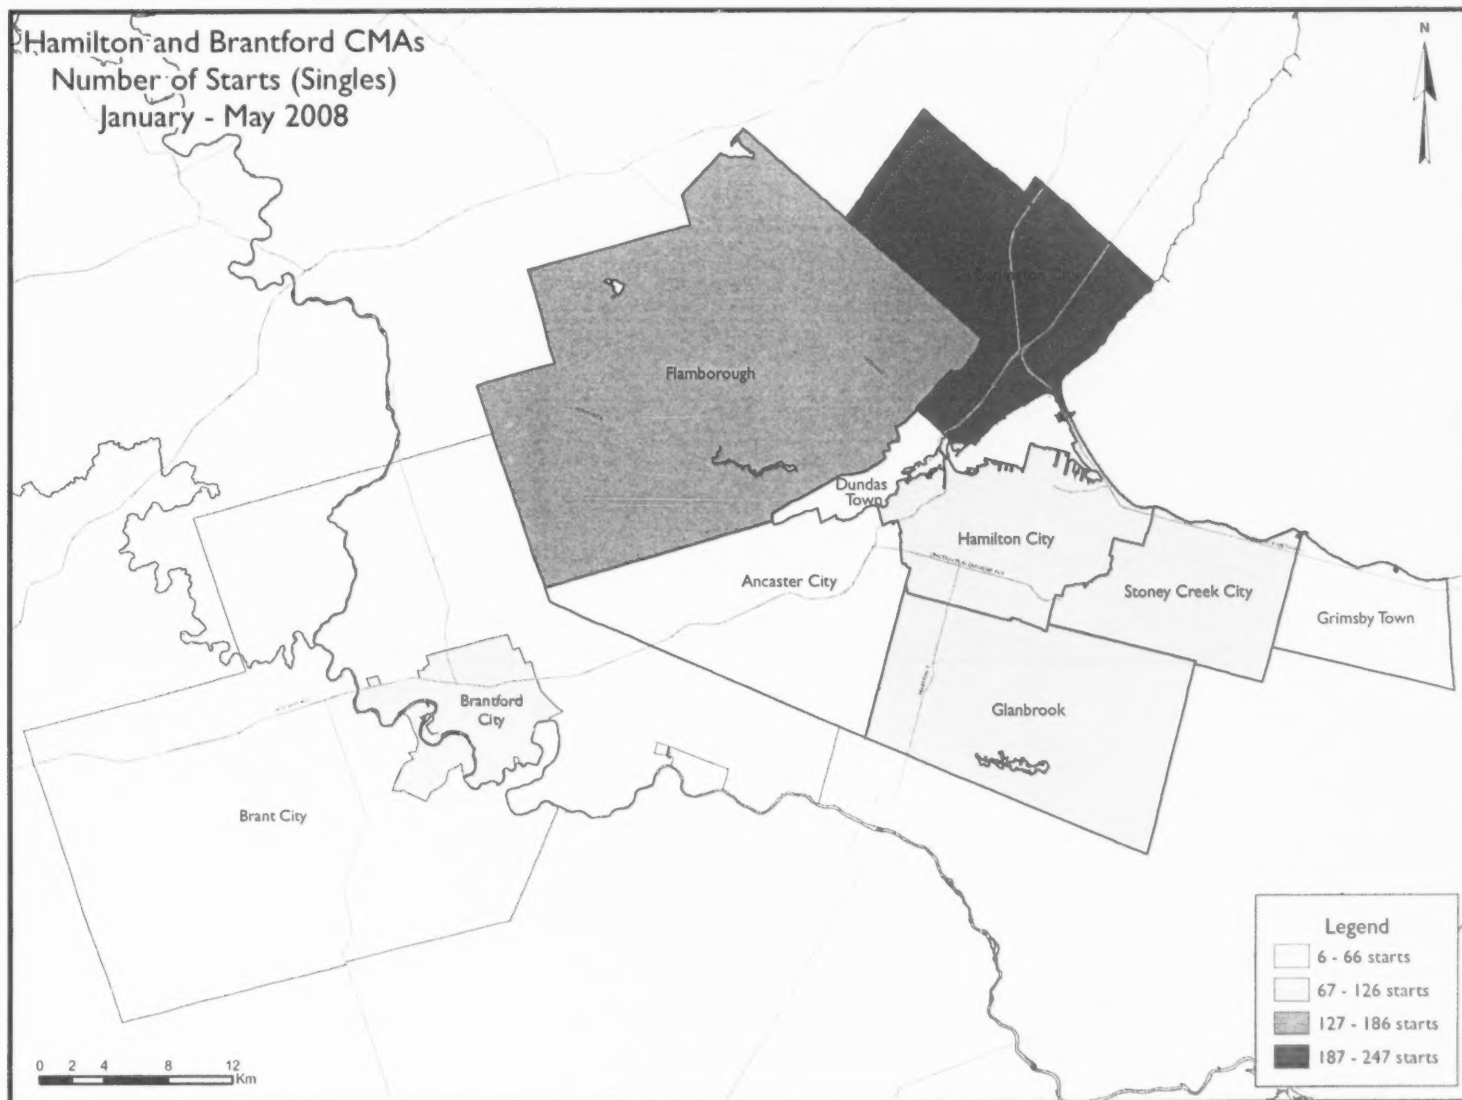 Hamilton and Brantford CMAs
Number of Starts (Singles)
January - May 2008
N
Burlington City
Flamborough
Dundas
Town
Hamilton City
Ancaster City
Stoney Creek City
Grimsby Town
Brantford
City
Glanbrook
Brant City
Legend
6 - 66 starts
67 - 126 starts
127 - 186 starts
187 - 247 starts
0 2 4 8 12
Km